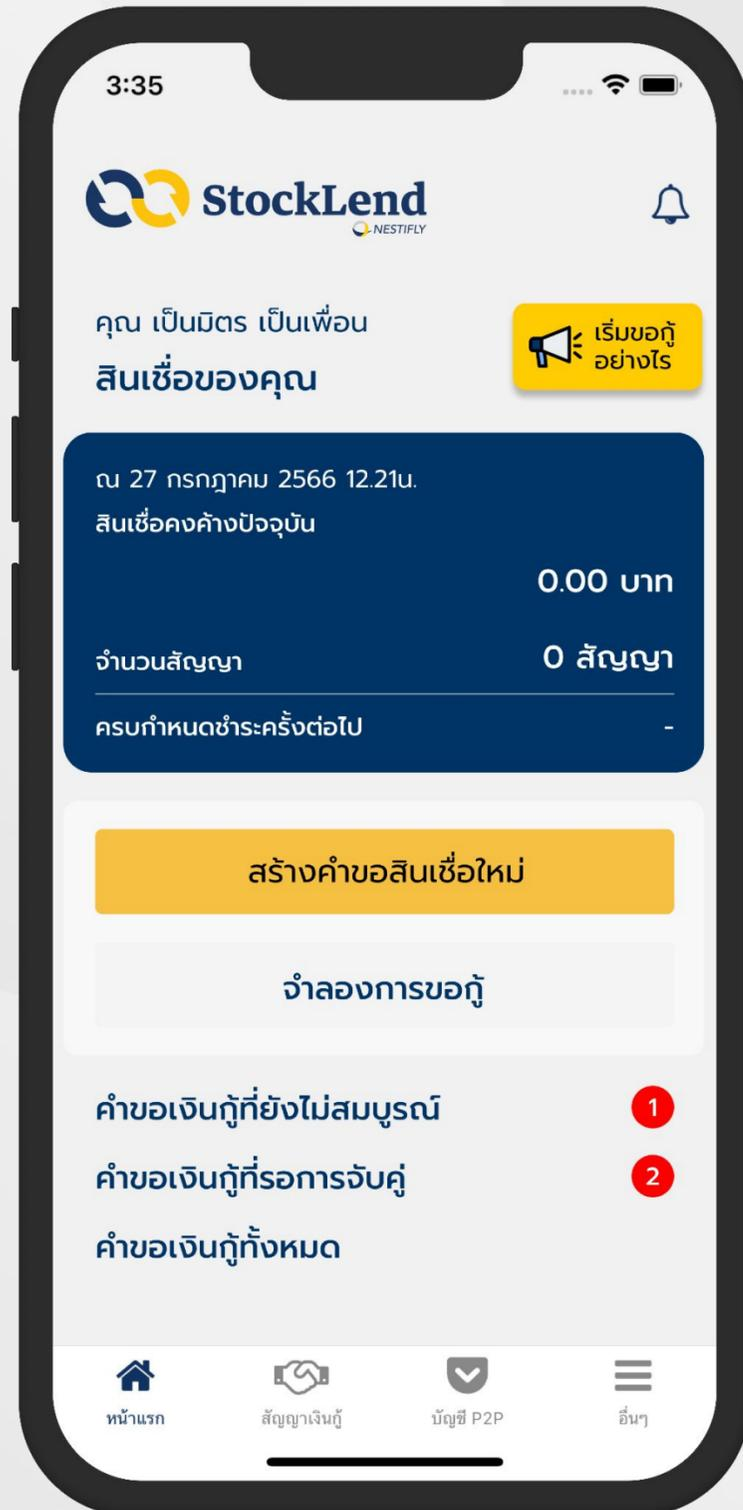 3:35
StockLend
NESTIFLY
คุณ เป็นมิตร เป็นเพื่อน
สินเชื่อของคุณ
เริ่มขอกู้
อย่างไร
ณ 27 กรกฎาคม 2566 12.21น.
สินเชื่อคงค้างปัจจุบัน
0.00 บาท
จำนวนสัญญา 0 สัญญา
ครบกำหนดชำระครั้งต่อไป -
สร้างคำขอสินเชื่อใหม่
จำลองการขอกู้
คำขอเงินกู้ที่ยังไม่สมบูรณ์ 1
คำขอเงินกู้ที่รอการจับคู่ 2
คำขอเงินกู้ทั้งหมด
หน้าแรก สัญญาเงินกู้ บัญชี P2P อื่นๆ